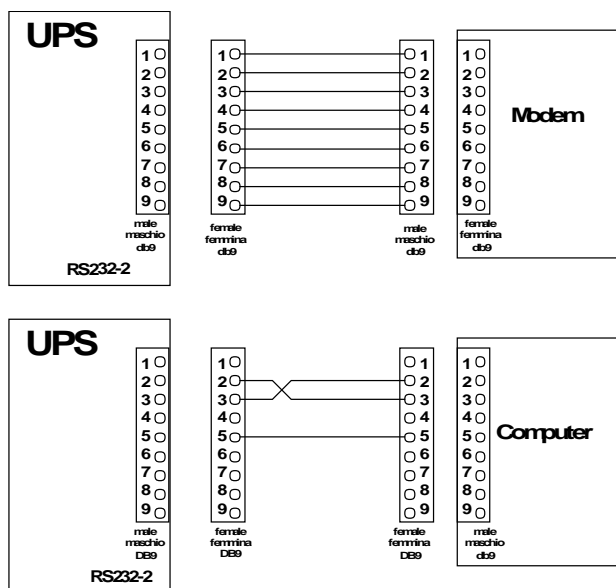 UPS
1 1 1 1
2 2 2 2
3 3 3 3
4 4 4 4
Modem
5 5 5 5
6 6 6 6
7 7 7 7
8 8 8 8
9 9 9 9
male
maschio
db9
female
femmina
db9
male
maschio
db9
female
femmina
db9
RS232-2
UPS
1 1 1 1
2 2 2 2
3 3 3 3
4 4 4 4
5 5 5 5
Computer
6 6 6 6
7 7 7 7
8 8 8 8
9 9 9 9
male
maschio
DB9
female
femmina
DB9
female
femmina
DB9
male
maschio
db9
RS232-2